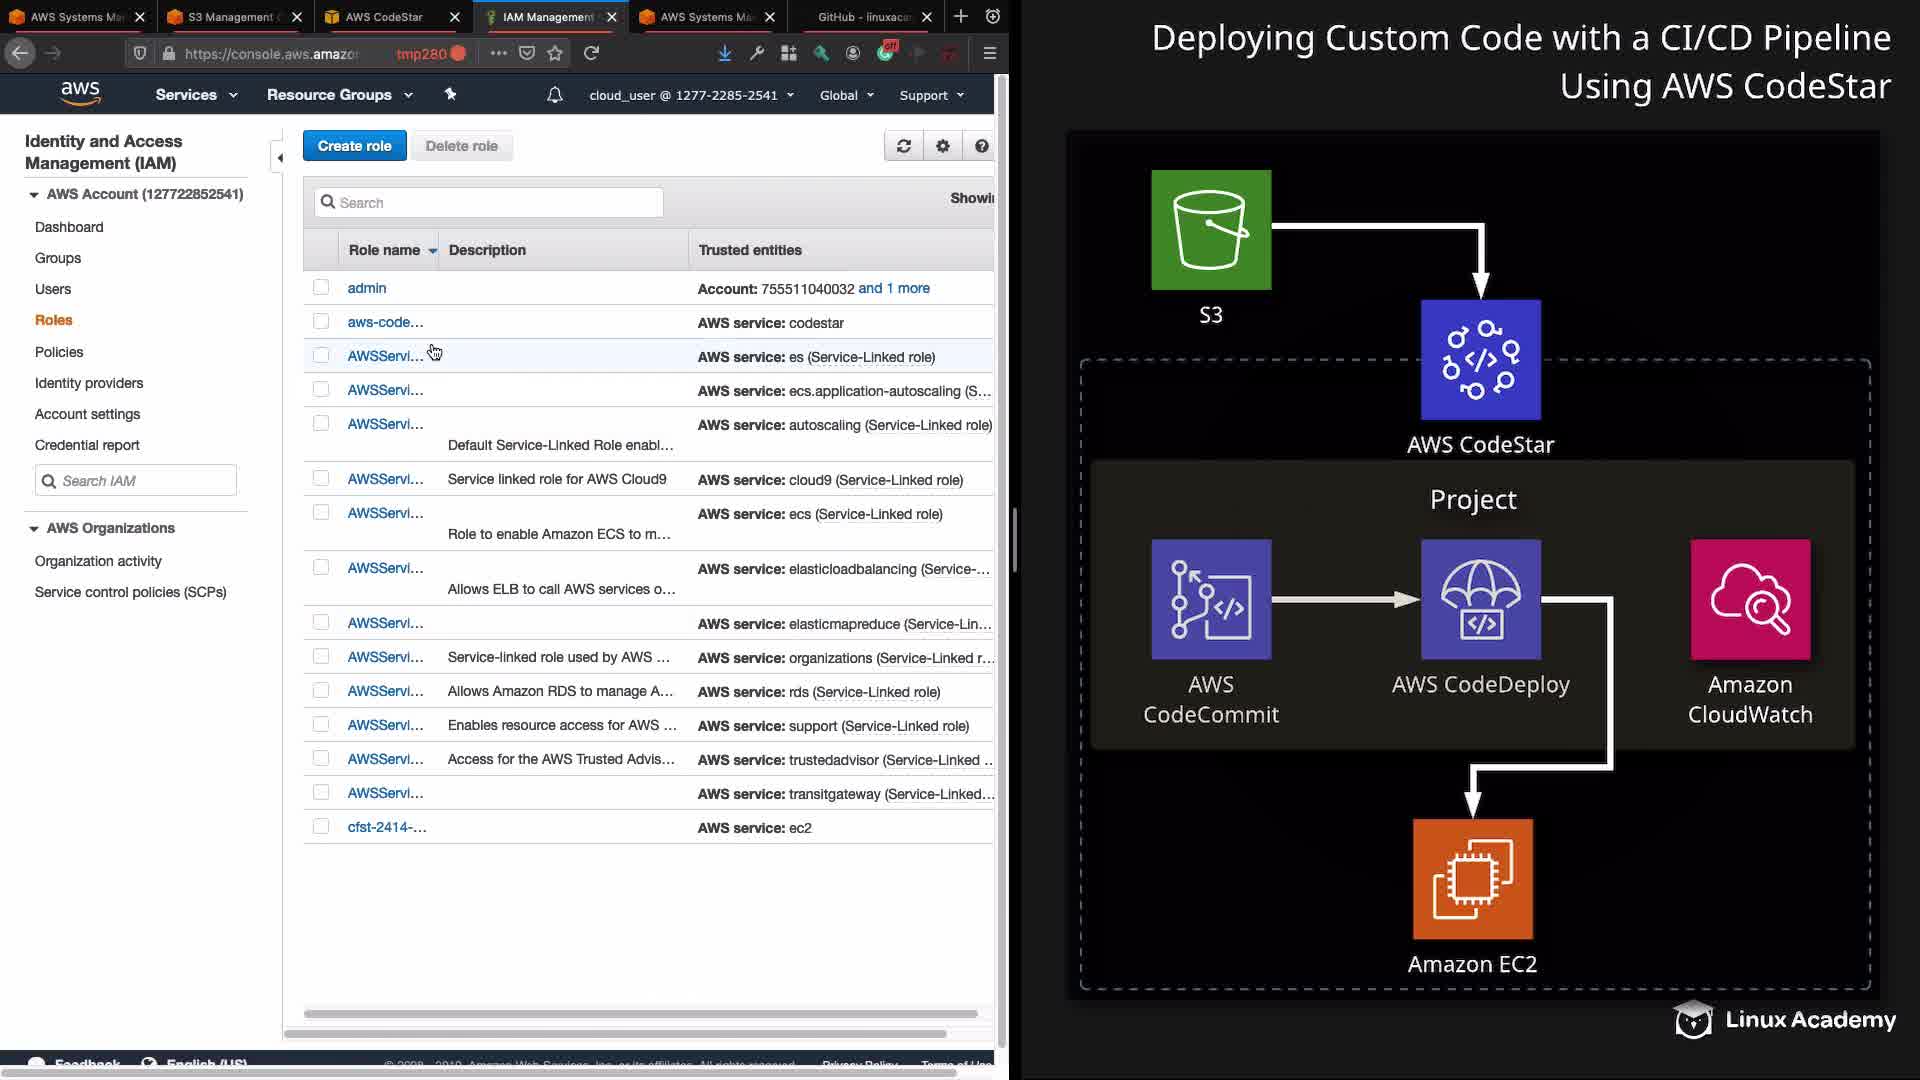 AWS Systems Ma
S3 Management
AWS CodeStar
IAM Management
AWS Systems Ma
GitHub - linuxaca
https://console.aws.amazo
tmp280
off
aws
Services
Resource Groups
cloud_user @ 1277-2285-2541
Global
Support
Identity and Access
Management (IAM)
AWS Account (127722852541)
Dashboard
Groups
Users
Roles
Policies
Identity providers
Account settings
Credential report
Search IAM
AWS Organizations
Organization activity
Service control policies (SCPs)
Create role
Delete role
Search
Showi
Role name
Description
Trusted entities
admin
Account: 755511040032 and 1 more
aws-code...
AWS service: codestar
AWSServi...
AWS service: es (Service-Linked role)
AWSServi...
AWS service: ecs.application-autoscaling (S...
AWSServi...
Default Service-Linked Role enabl...
AWS service: autoscaling (Service-Linked role)
AWSServi...
Service linked role for AWS Cloud9
AWS service: cloud9 (Service-Linked role)
AWSServi...
Role to enable Amazon ECS to m...
AWS service: ecs (Service-Linked role)
AWSServi...
Allows ELB to call AWS services o...
AWS service: elasticloadbalancing (Service-...
AWSServi...
AWS service: elasticmapreduce (Service-Lin...
AWSServi...
Service-linked role used by AWS ...
AWS service: organizations (Service-Linked r...
AWSServi...
Allows Amazon RDS to manage A...
AWS service: rds (Service-Linked role)
AWSServi...
Enables resource access for AWS ...
AWS service: support (Service-Linked role)
AWSServi...
Access for the AWS Trusted Advis...
AWS service: trustedadvisor (Service-Linked ...
AWSServi...
AWS service: transitgateway (Service-Linked...
cfst-2414-...
AWS service: ec2
Feedback
English (US)
Privacy Policy
Terms of Use
Deploying Custom Code with a CI/CD Pipeline
Using AWS CodeStar
S3
AWS CodeStar
Project
AWS
CodeCommit
AWS CodeDeploy
Amazon
CloudWatch
Amazon EC2
Linux Academy